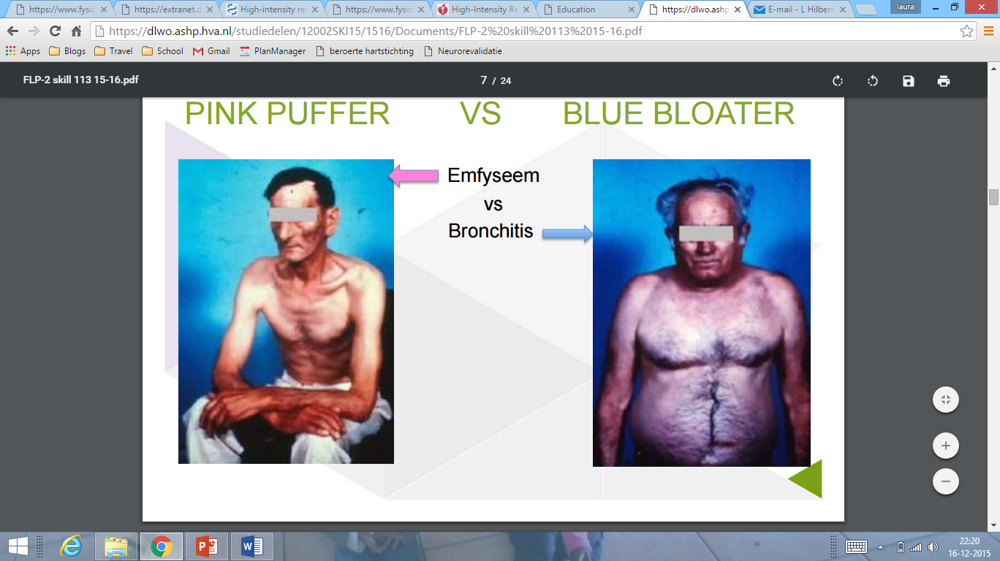 https://www.fysio
https://extranet.d
High-intensity re
https://www.fysio
High-Intensity Re
Education
https://dlwo.ashp
E-mail - L Hilbers
laura
https://dlwo.ashp.hva.nl/studiedelen/12002SKI15/1516/Documents/FLP-2%20skill%20113%2015-16.pdf
Apps
Blogs
Travel
School
Gmail
PlanManager
beroerte hartstichting
Neurorevalidatie
FLP-2 skill 113 15-16.pdf
7 / 24
PINK PUFFER VS BLUE BLOATER
Emfyseem
vs
Bronchitis
22:20
16-12-2015